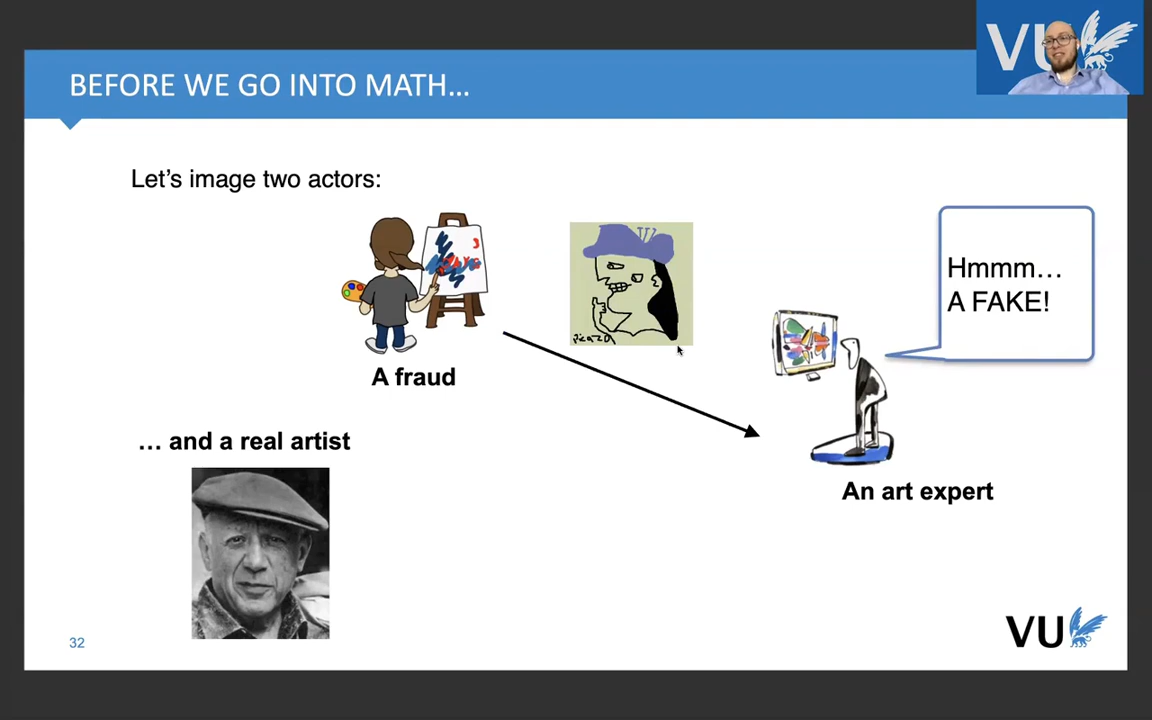 VU
BEFORE WE GO INTO MATH...
Let's image two actors:
Hmmm...
A FAKE!
A fraud
... and a real artist
An art expert
32
VU